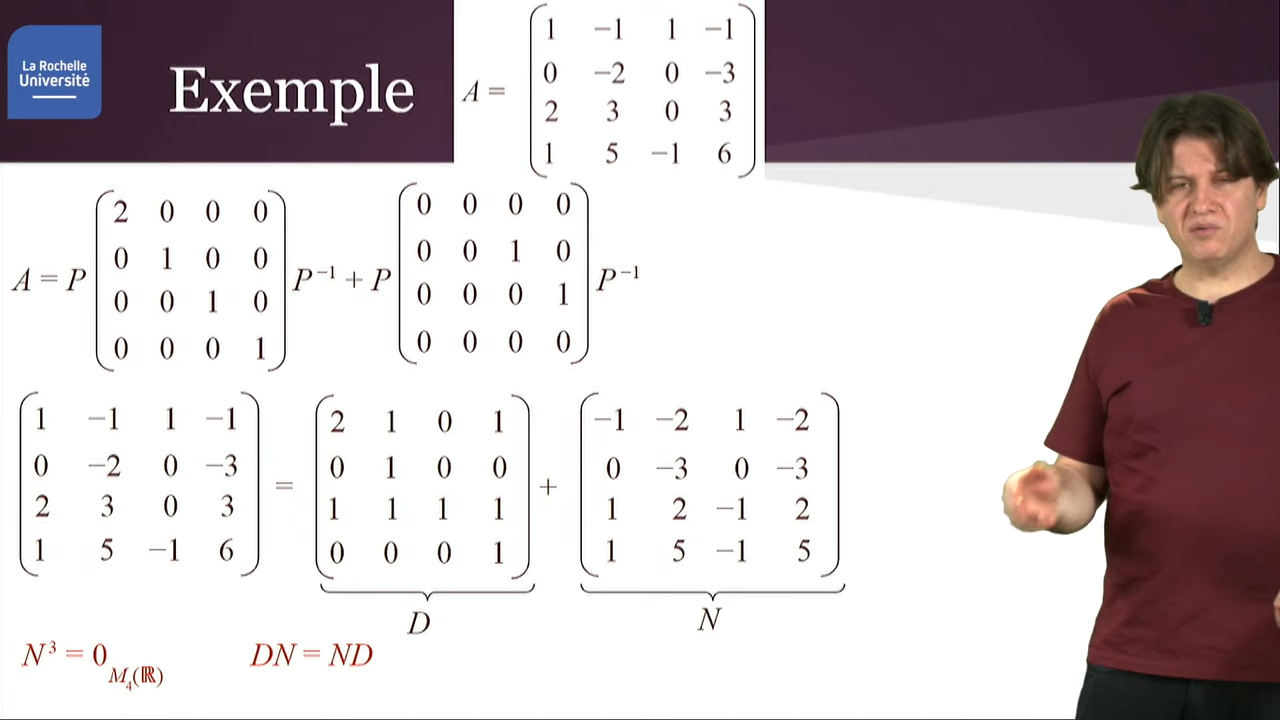 La Rochelle
Université
Exemple
A =
1 −1 1 −1
0 −2 0 −3
2 3 0 3
1 5 −1 6
A = P
2 0 0 0
0 1 0 0
0 0 1 0
0 0 0 1
P⁻¹ + P
0 0 0 0
0 0 1 0
0 0 0 1
0 0 0 0
P⁻¹
1 −1 1 −1
0 −2 0 −3
2 3 0 3
1 5 −1 6
=
2 1 0 1
0 1 0 0
1 1 1 1
0 0 0 1
+
−1 −2 1 −2
0 −3 0 −3
1 2 −1 2
1 5 −1 5
D
N
N³ = 0 M₄(ℝ)
DN = ND